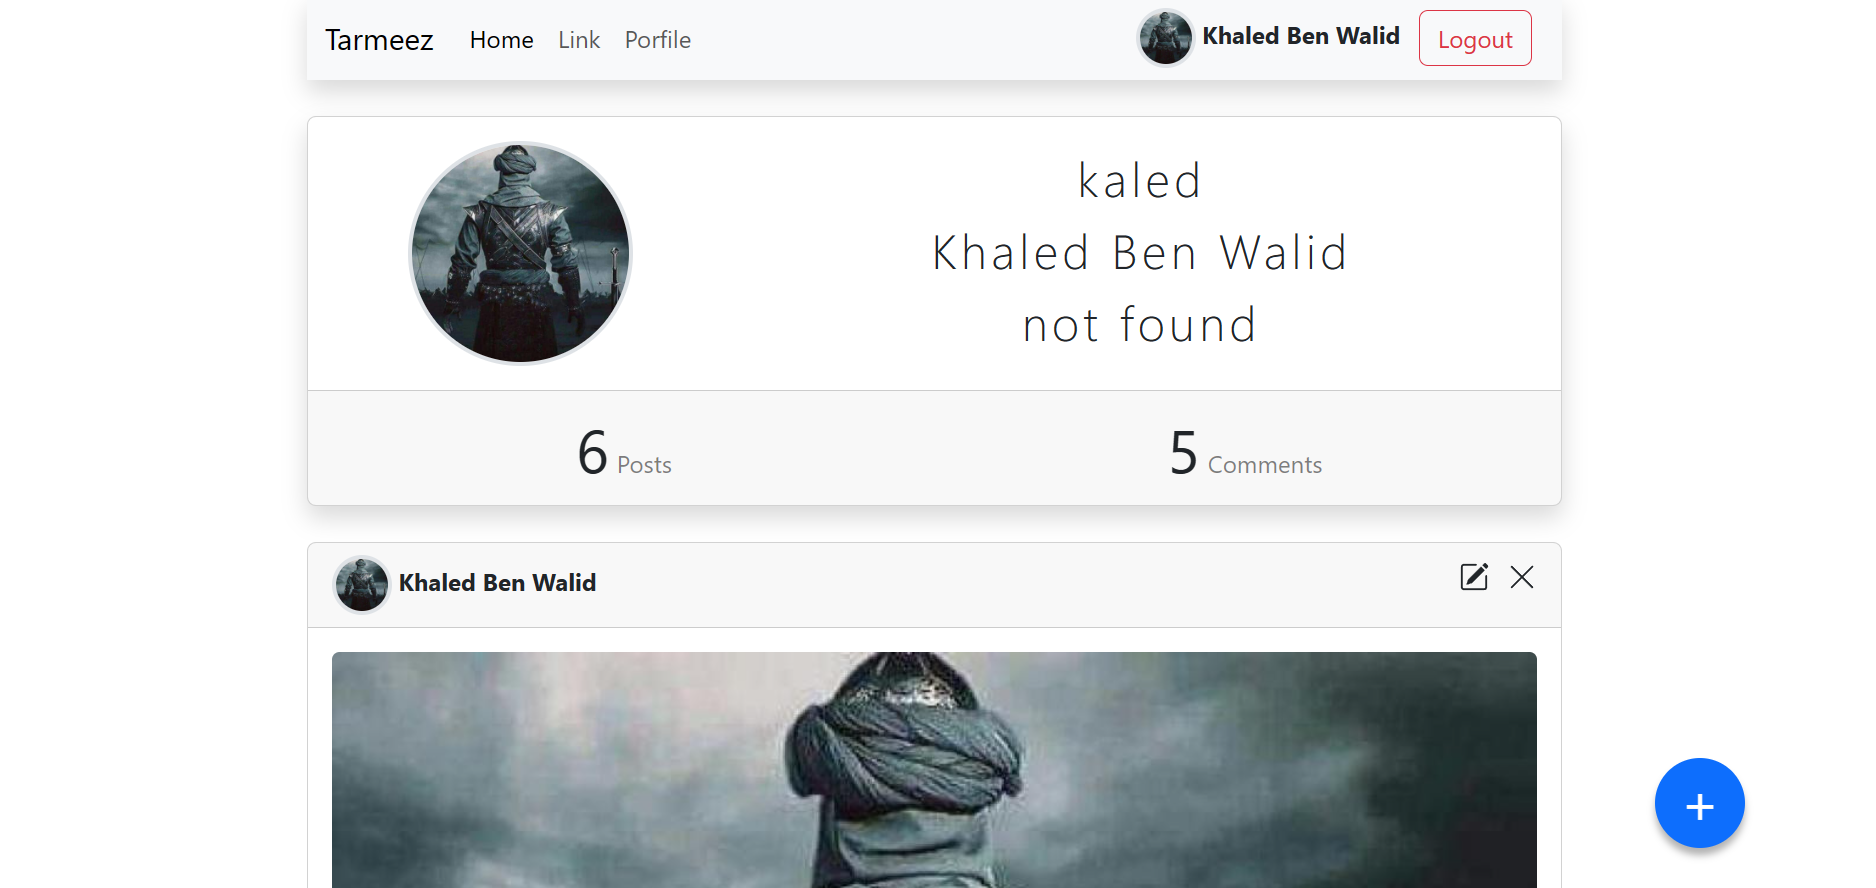 Tarmeez Home Link Porfile Khaled Ben Walid Logout
kaled
Khaled Ben Walid
not found
6 Posts 5 Comments
Khaled Ben Walid
+